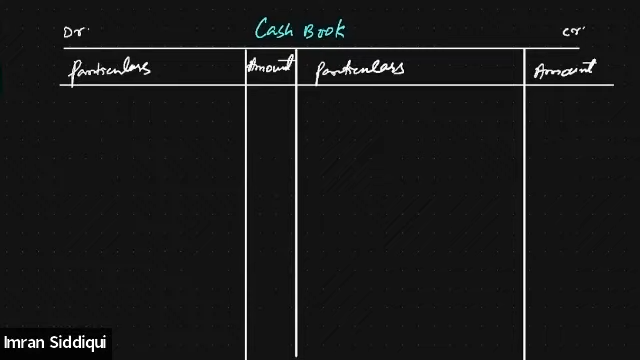 Dr. Cash Book cr.
Particulars Amount Particulars Amount
Imran Siddiqui